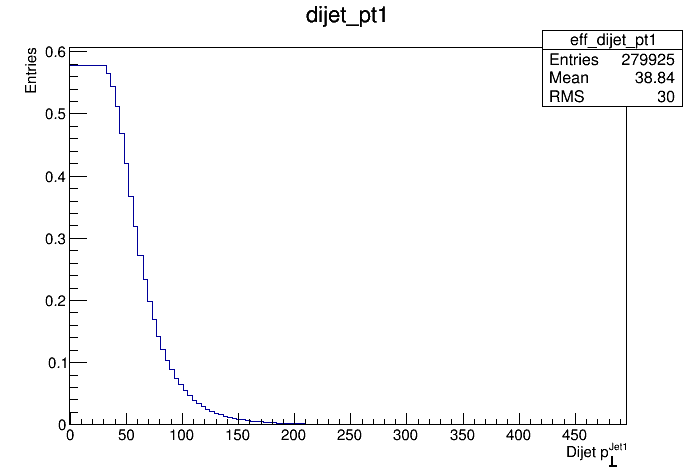 dijet_pt1
eff_dijet_pt1
Entries 279925
Mean 38.84
RMS 30
Entries
0.6
0.5
0.4
0.3
0.2
0.1
0
0 50 100 150 200 250 300 350 400 450
Dijet p⊥Jet1